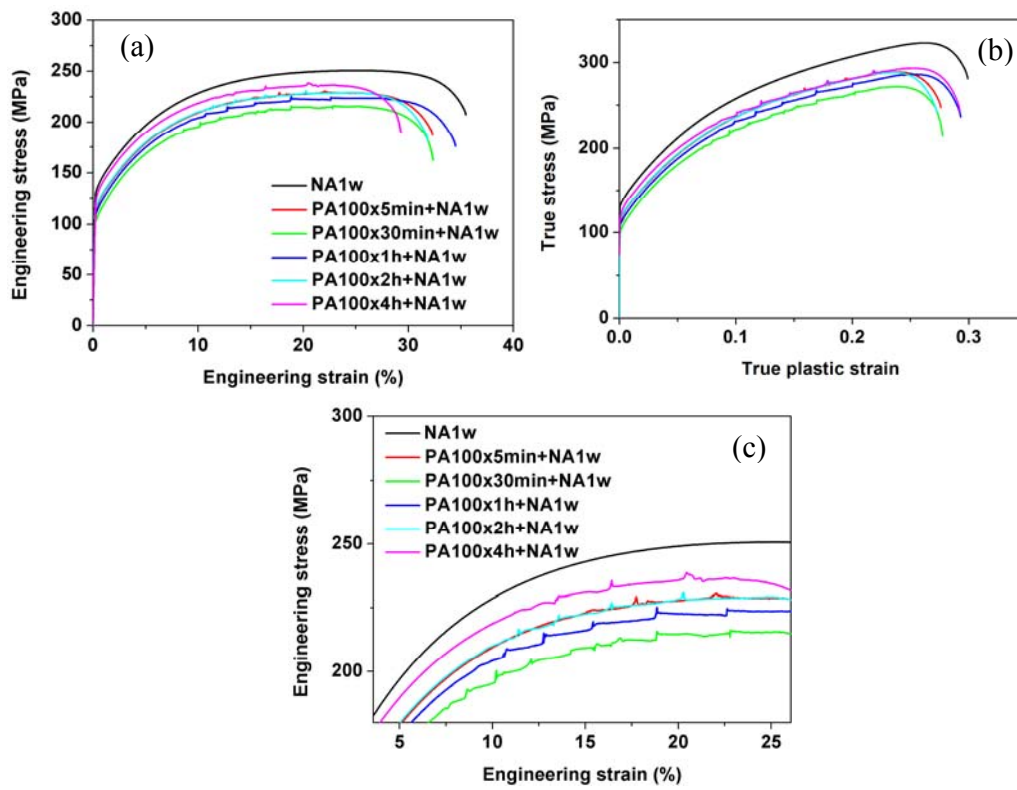 (a)
300
250
200
150
100
50
0
Engineering stress (MPa)
NA1w
PA100x5min+NA1w
PA100x30min+NA1w
PA100x1h+NA1w
PA100x2h+NA1w
PA100x4h+NA1w
0 10 20 30 40
Engineering strain (%)
(b)
300
200
100
0
True stress (MPa)
0.0 0.1 0.2 0.3
True plastic strain
(c)
300
250
200
Engineering stress (MPa)
NA1w
PA100x5min+NA1w
PA100x30min+NA1w
PA100x1h+NA1w
PA100x2h+NA1w
PA100x4h+NA1w
5 10 15 20 25
Engineering strain (%)